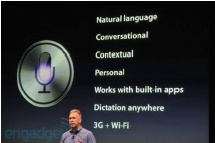 Natural language
Conversational
Contextual
Personal
Works with built-in apps
Dictation anywhere
3G + Wi-Fi
engadget